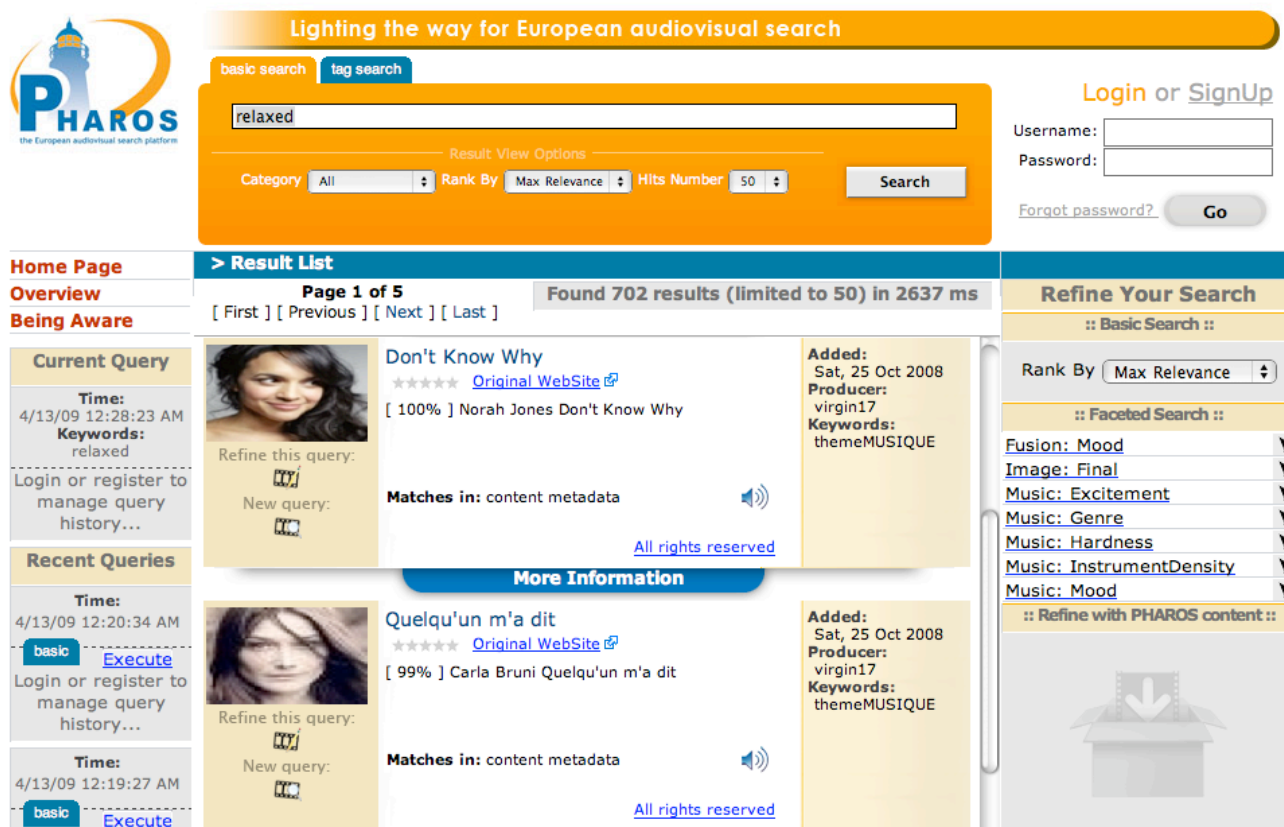 PHAROS
the European audiovisual search platform
Lighting the way for European audiovisual search
basic search
tag search
relaxed
Result View Options
Category All Rank By Max Relevance Hits Number 50
Search
Login or SignUp
Username:
Password:
Forgot password? Go
Home Page
Overview
Being Aware
Current Query
Time:
4/13/09 12:28:23 AM
Keywords:
relaxed
Login or register to
manage query
history...
Recent Queries
Time:
4/13/09 12:20:34 AM
basic
Execute
Login or register to
manage query
history...
Time:
4/13/09 12:19:27 AM
basic
Execute
> Result List
Page 1 of 5
[ First ] [ Previous ] [ Next ] [ Last ]
Found 702 results (limited to 50) in 2637 ms
Refine this query:
New query:
Don't Know Why
Original WebSite
[ 100% ] Norah Jones Don't Know Why
Matches in: content metadata
All rights reserved
Added:
Sat, 25 Oct 2008
Producer:
virgin17
Keywords:
themeMUSIQUE
More Information
Refine this query:
New query:
Quelqu'un m'a dit
Original WebSite
[ 99% ] Carla Bruni Quelqu'un m'a dit
Matches in: content metadata
All rights reserved
Added:
Sat, 25 Oct 2008
Producer:
virgin17
Keywords:
themeMUSIQUE
Refine Your Search
:: Basic Search ::
Rank By Max Relevance
:: Faceted Search ::
Fusion: Mood
Image: Final
Music: Excitement
Music: Genre
Music: Hardness
Music: InstrumentDensity
Music: Mood
:: Refine with PHAROS content ::